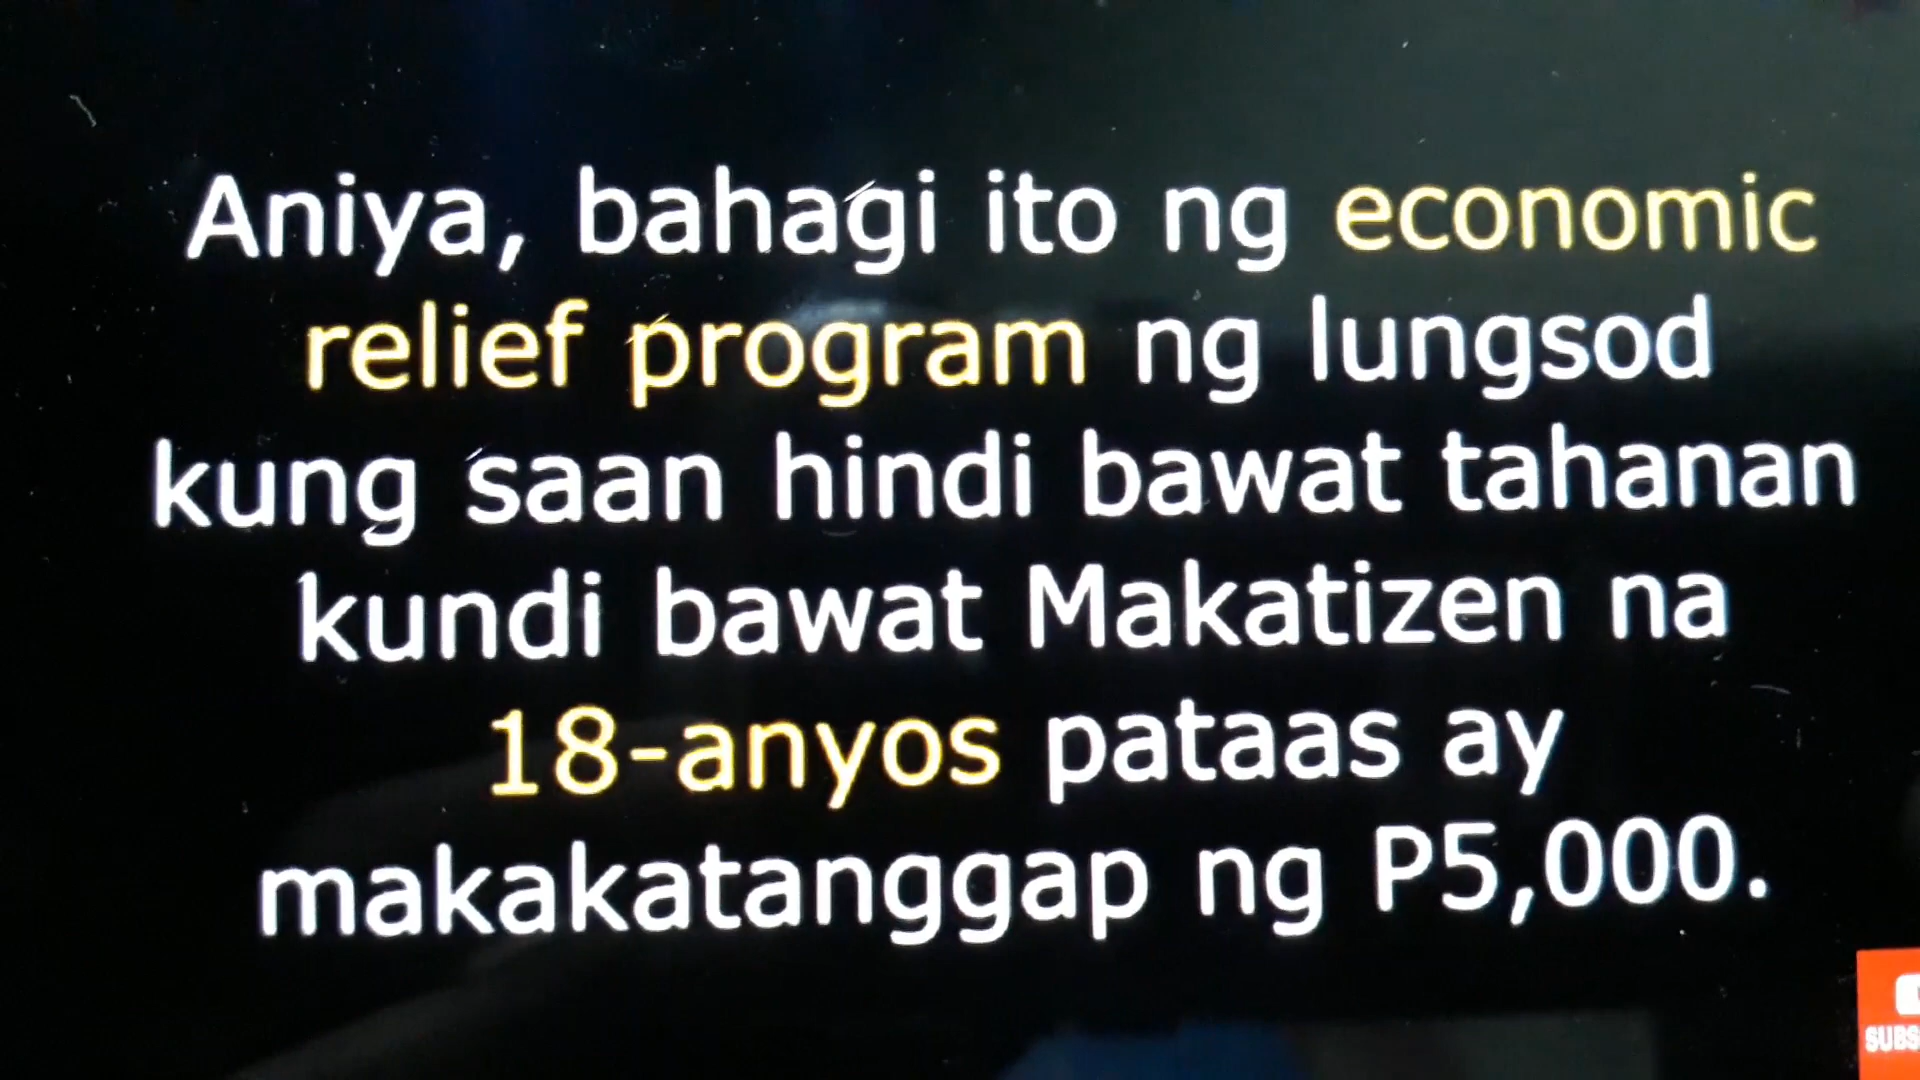 Aniya, bahagi ito ng economic
relief program ng lungsod
kung saan hindi bawat tahanan
kundi bawat Makatizen na
18-anyos pataas ay
makakatanggap ng P5,000.